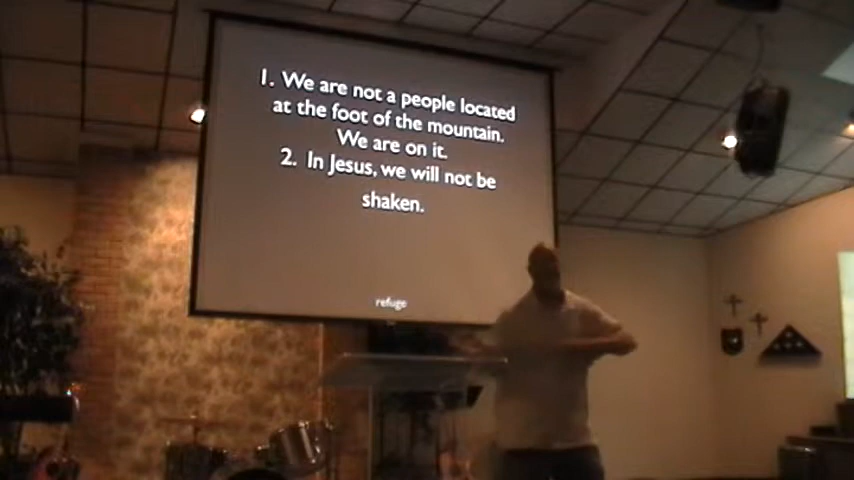 1. We are not a people located
at the foot of the mountain.
We are on it.
2. In Jesus, we will not be
shaken.
refuge